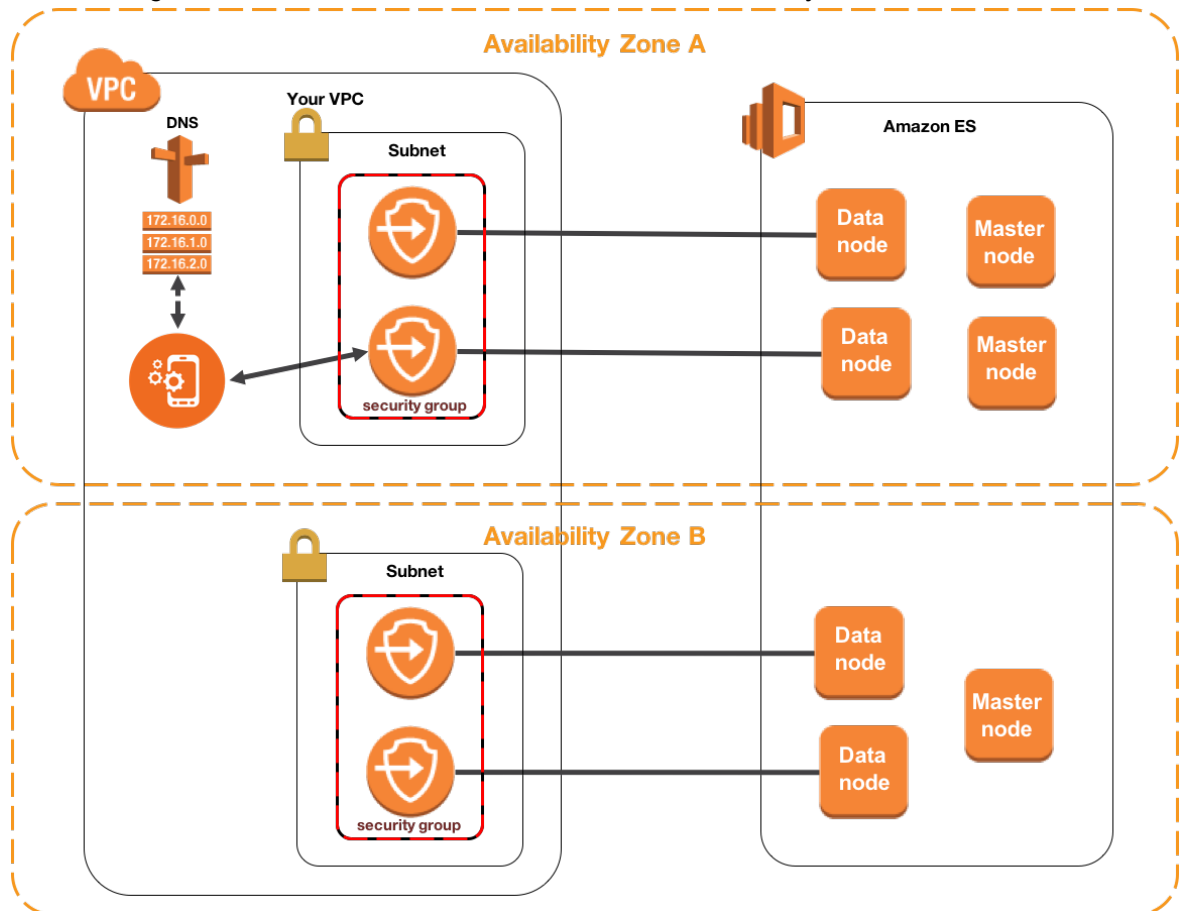 Availability Zone A
VPC
Your VPC
DNS
Subnet
Amazon ES
172.16.0.0
172.16.1.0
172.16.2.0
security group
Data
node
Master
node
Data
node
Master
node
Availability Zone B
Subnet
security group
Data
node
Master
node
Data
node